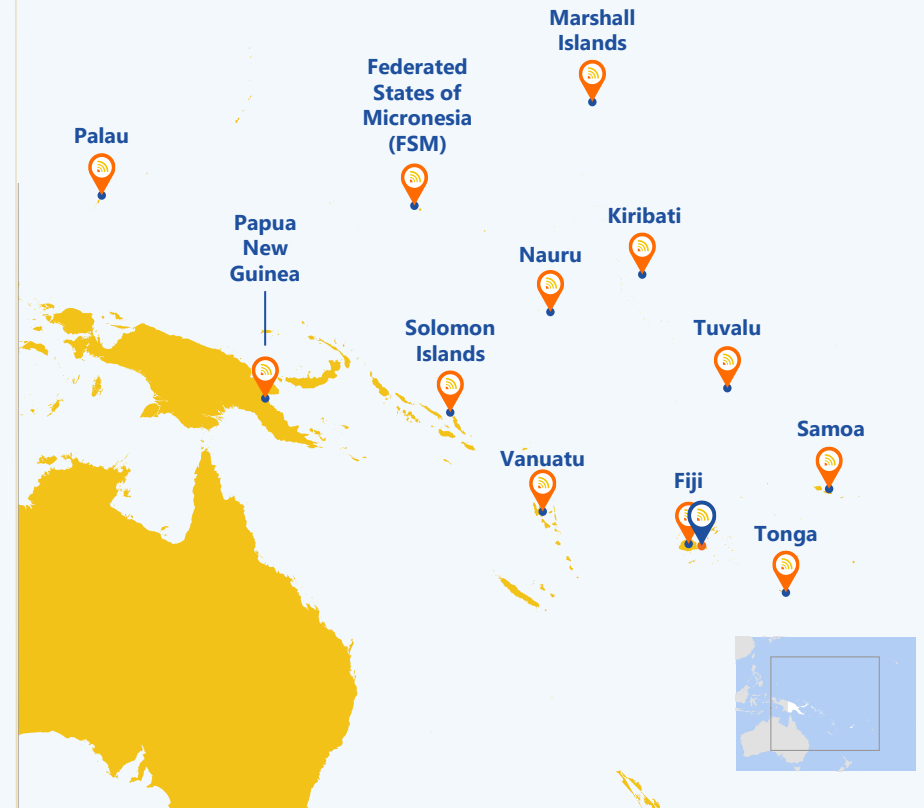 Marshall
Islands
Federated
States of
Micronesia
(FSM)
Palau
Papua
New
Guinea
Kiribati
Nauru
Solomon
Islands
Tuvalu
Samoa
Vanuatu
Fiji
Tonga